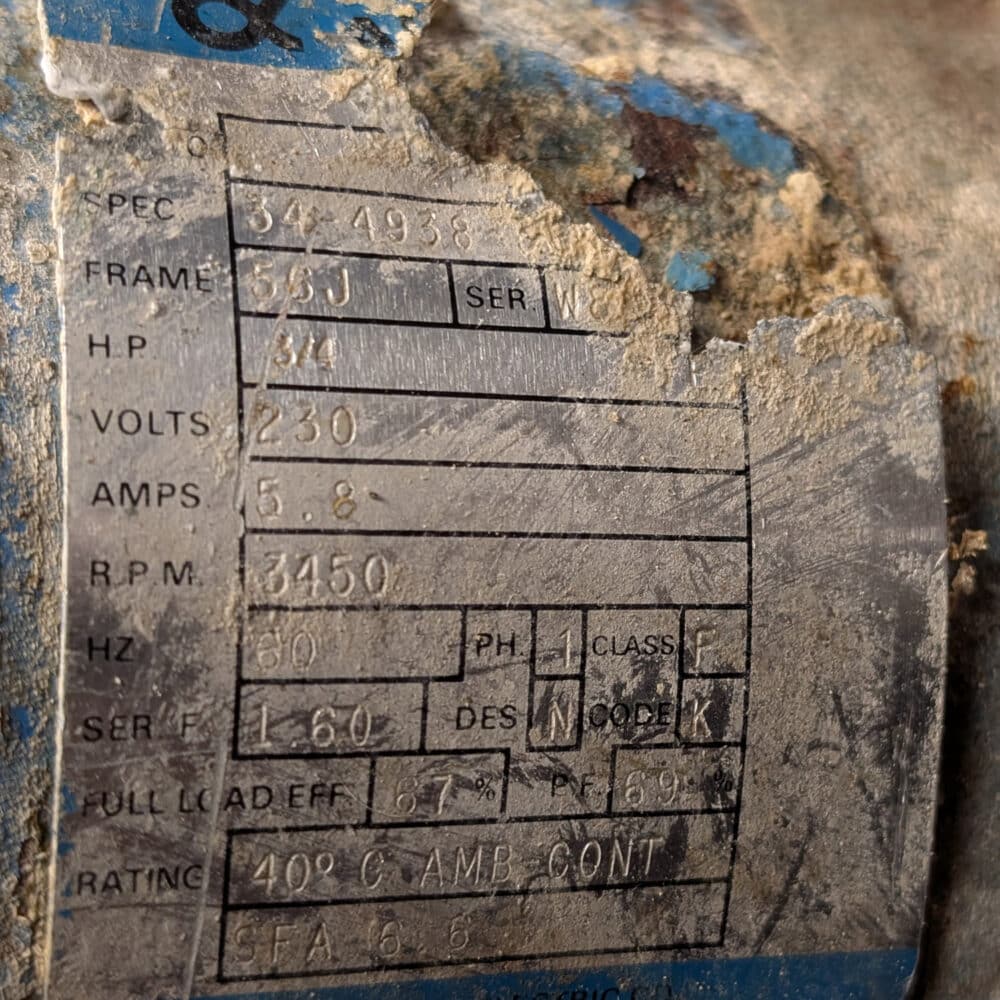 SPEC 34-4938
FRAME 56J SER. W8
H.P. 3/4
VOLTS 230
AMPS 5.8
R.P.M. 3450
HZ 60 PH. 1 CLASS F
SER F. 1.60 DES N CODE K
FULL LOAD EFF. 67 % P.F. 69 %
RATING 40° C AMB CONT
SFA 6.6